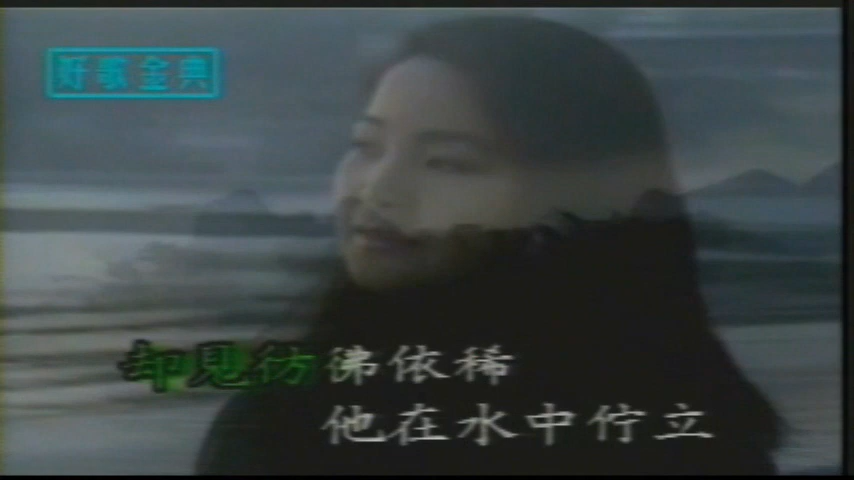 好歌金典
却見彷彿依稀
他在水中佇立